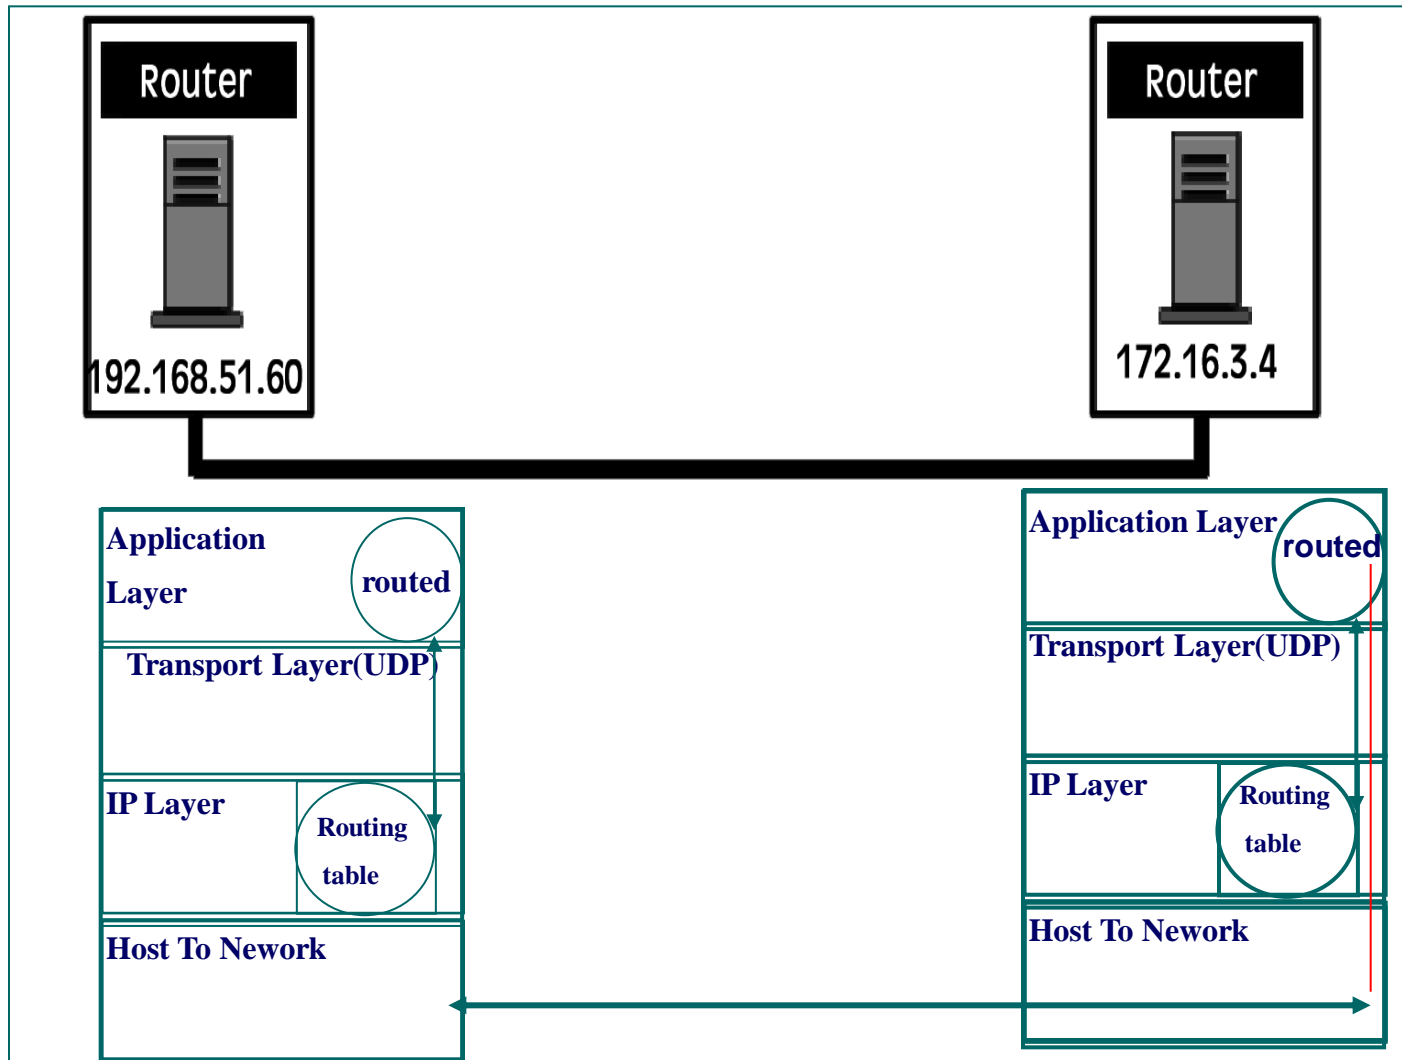 Router
192.168.51.60
Router
172.16.3.4
Application
Layer
routed
Transport Layer(UDP)
IP Layer
Routing
table
Host To Nework
Application Layer
routed
Transport Layer(UDP)
IP Layer
Routing
table
Host To Nework